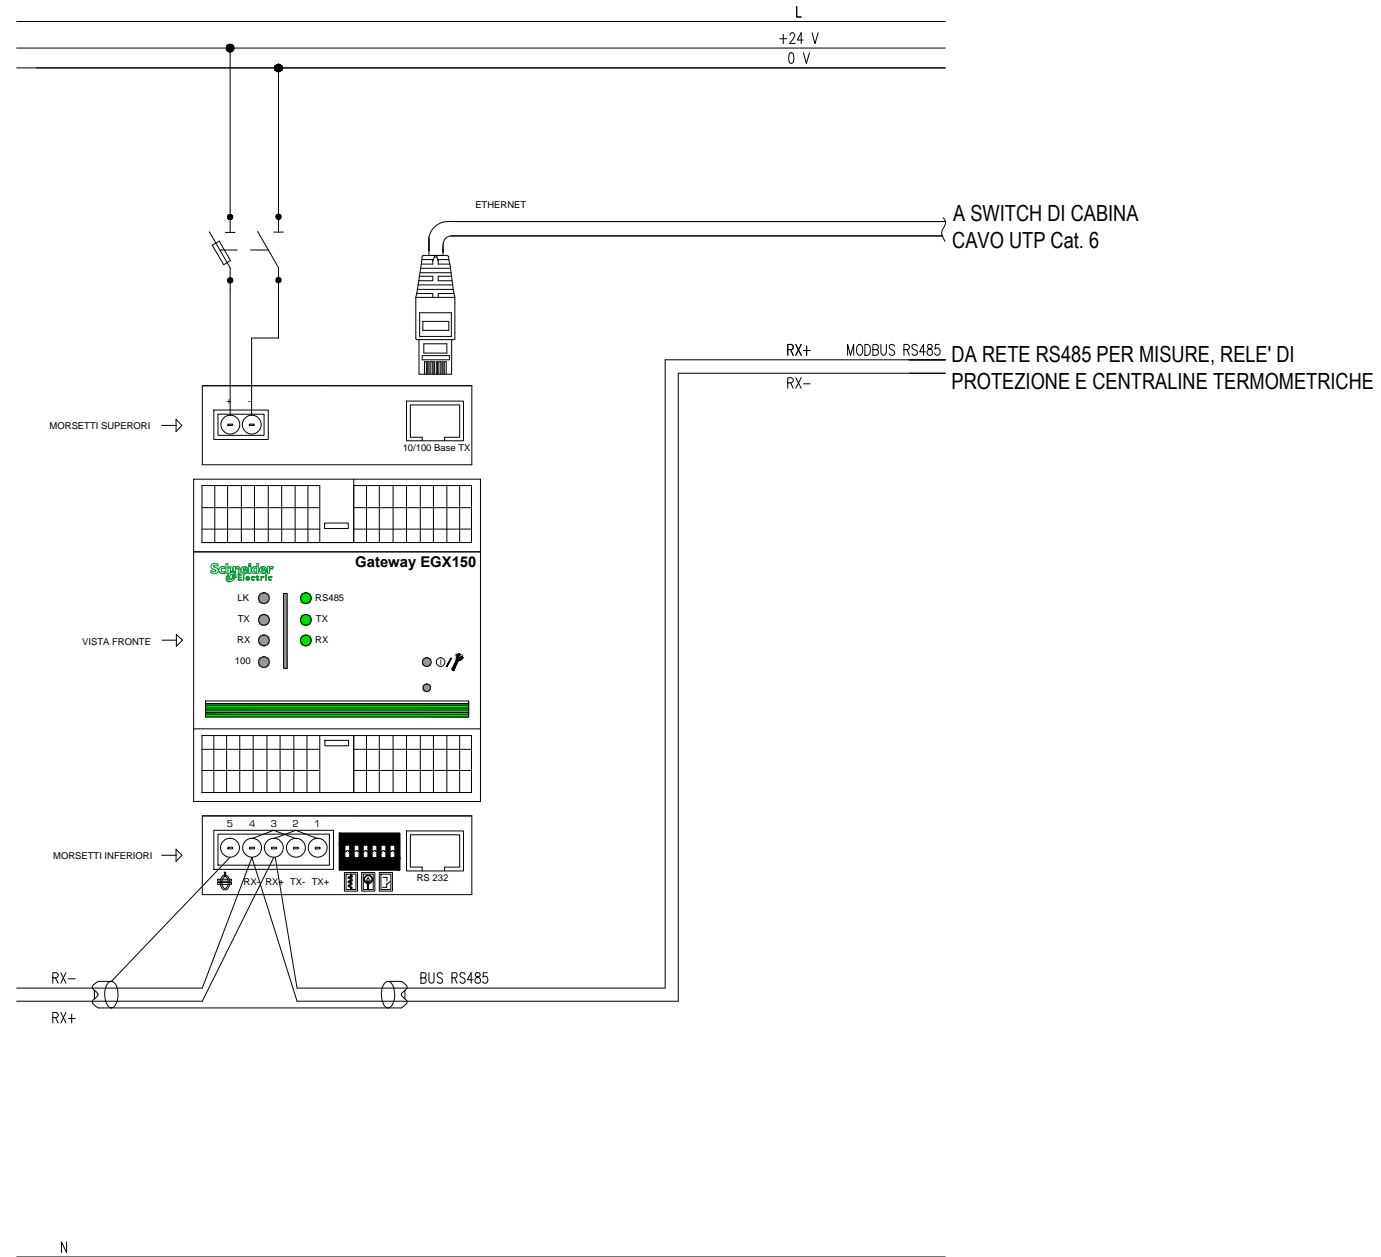 L
+24 V
0 V
ETHERNET
A SWITCH DI CABINA
CAVO UTP Cat. 6
RX+ MODBUS RS485
RX-
DA RETE RS485 PER MISURE, RELE' DI
PROTEZIONE E CENTRALINE TERMOMETRICHE
+ -
MORSETTI SUPERORI
10/100 Base TX
Gateway EGX150
Schneider
Electric
LK RS485
TX TX
RX RX
100
VISTA FRONTE
5 4 3 2 1
MORSETTI INFERIORI
RX- RX+ TX- TX+
RS 232
RX-
BUS RS485
RX+
N